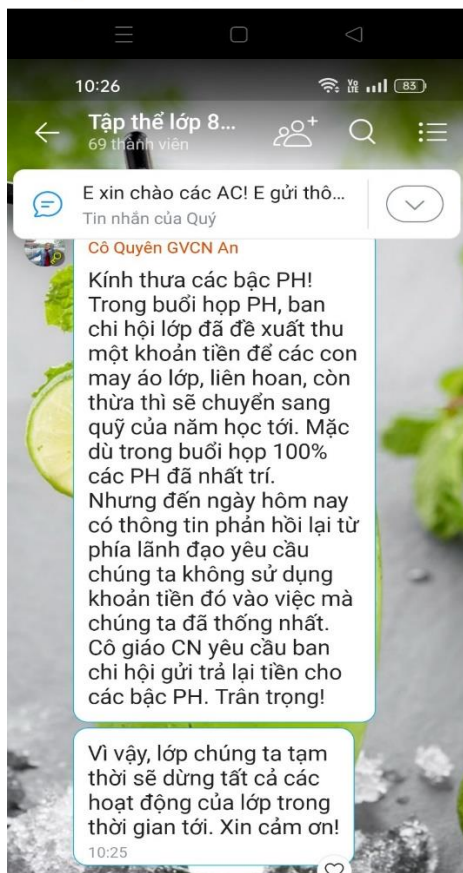 10:26
Vo LTE 83
Tập thể lớp 8...
69 thành viên
E xin chào các AC! E gửi thô...
Tin nhắn của Quý
Cô Quyên GVCN An
Kính thưa các bậc PH!
Trong buổi họp PH, ban
chi hội lớp đã đề xuất thu
một khoản tiền để các con
may áo lớp, liên hoan, còn
thừa thì sẽ chuyển sang
quỹ của năm học tới. Mặc
dù trong buổi họp 100%
các PH đã nhất trí.
Nhưng đến ngày hôm nay
có thông tin phản hồi lại từ
phía lãnh đạo yêu cầu
chúng ta không sử dụng
khoản tiền đó vào việc mà
chúng ta đã thống nhất.
Cô giáo CN yêu cầu ban
chi hội gửi trả lại tiền cho
các bậc PH. Trân trọng!
Vì vậy, lớp chúng ta tạm
thời sẽ dừng tất cả các
hoạt động của lớp trong
thời gian tới. Xin cảm ơn!
10:25